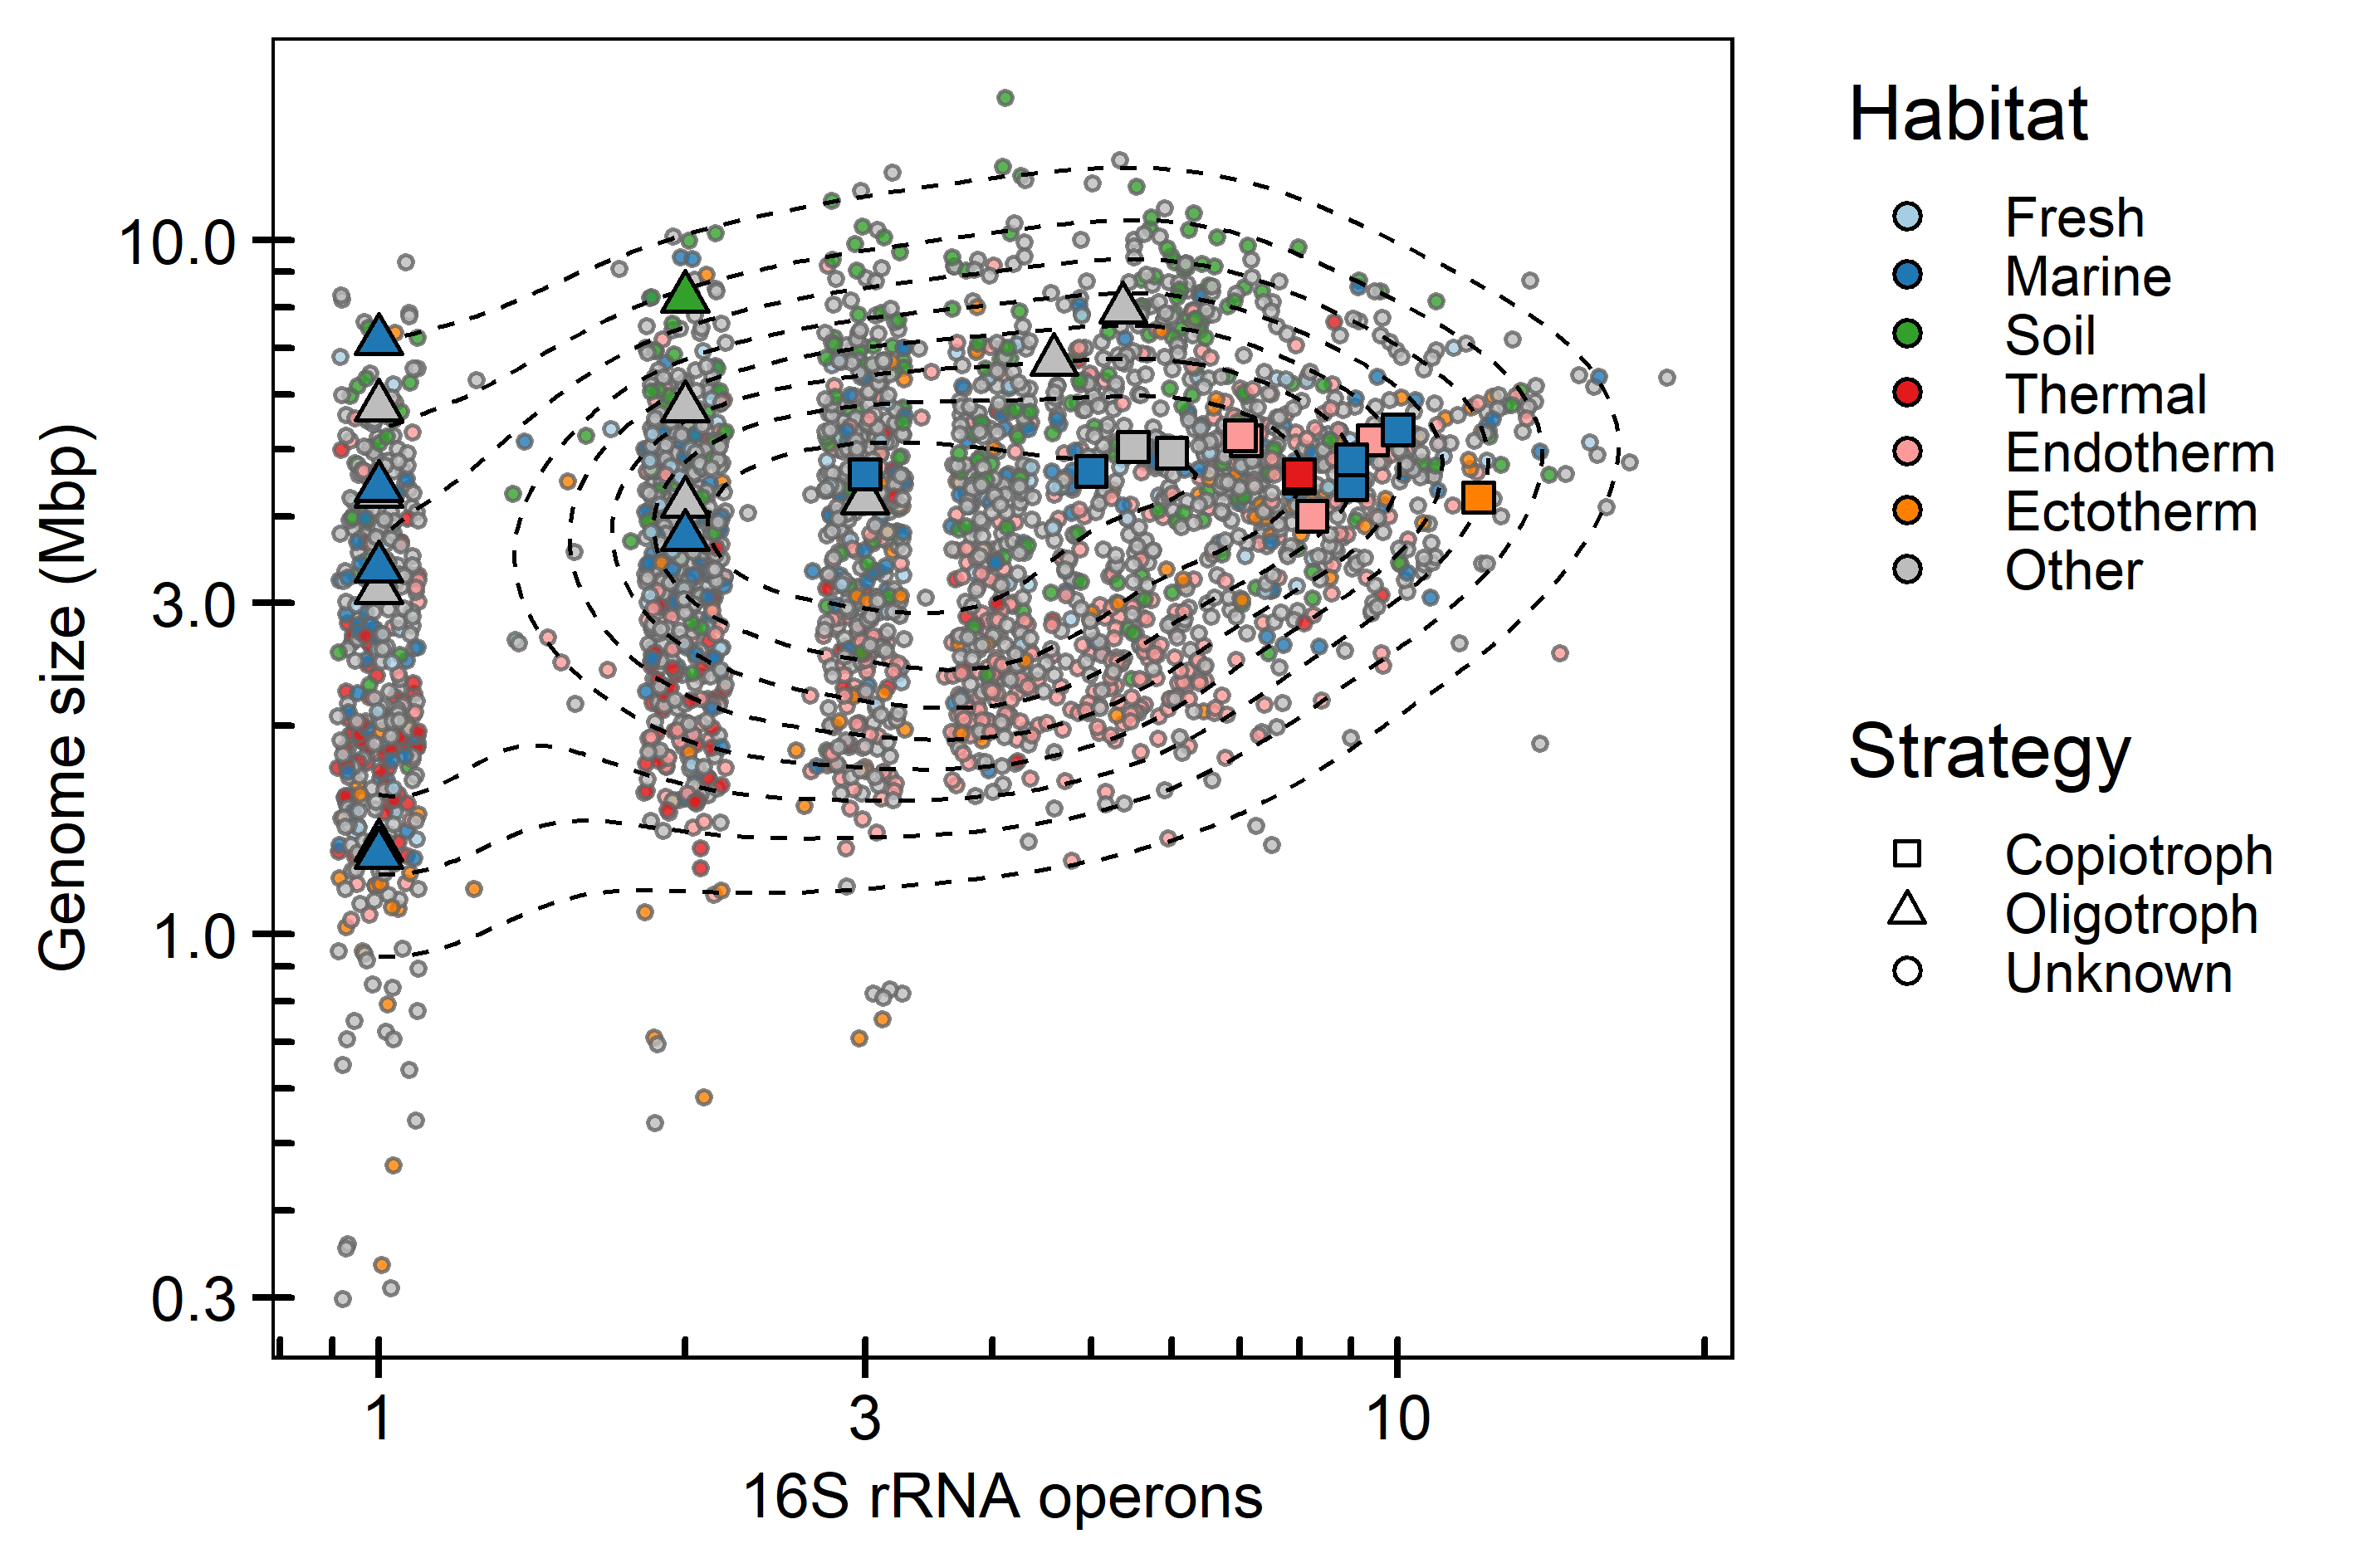 Genome size (Mbp)
10.0
3.0
1.0
0.3
1
3
10
16S rRNA operons
Habitat
Fresh
Marine
Soil
Thermal
Endotherm
Ectotherm
Other
Strategy
Copiotroph
Oligotroph
Unknown